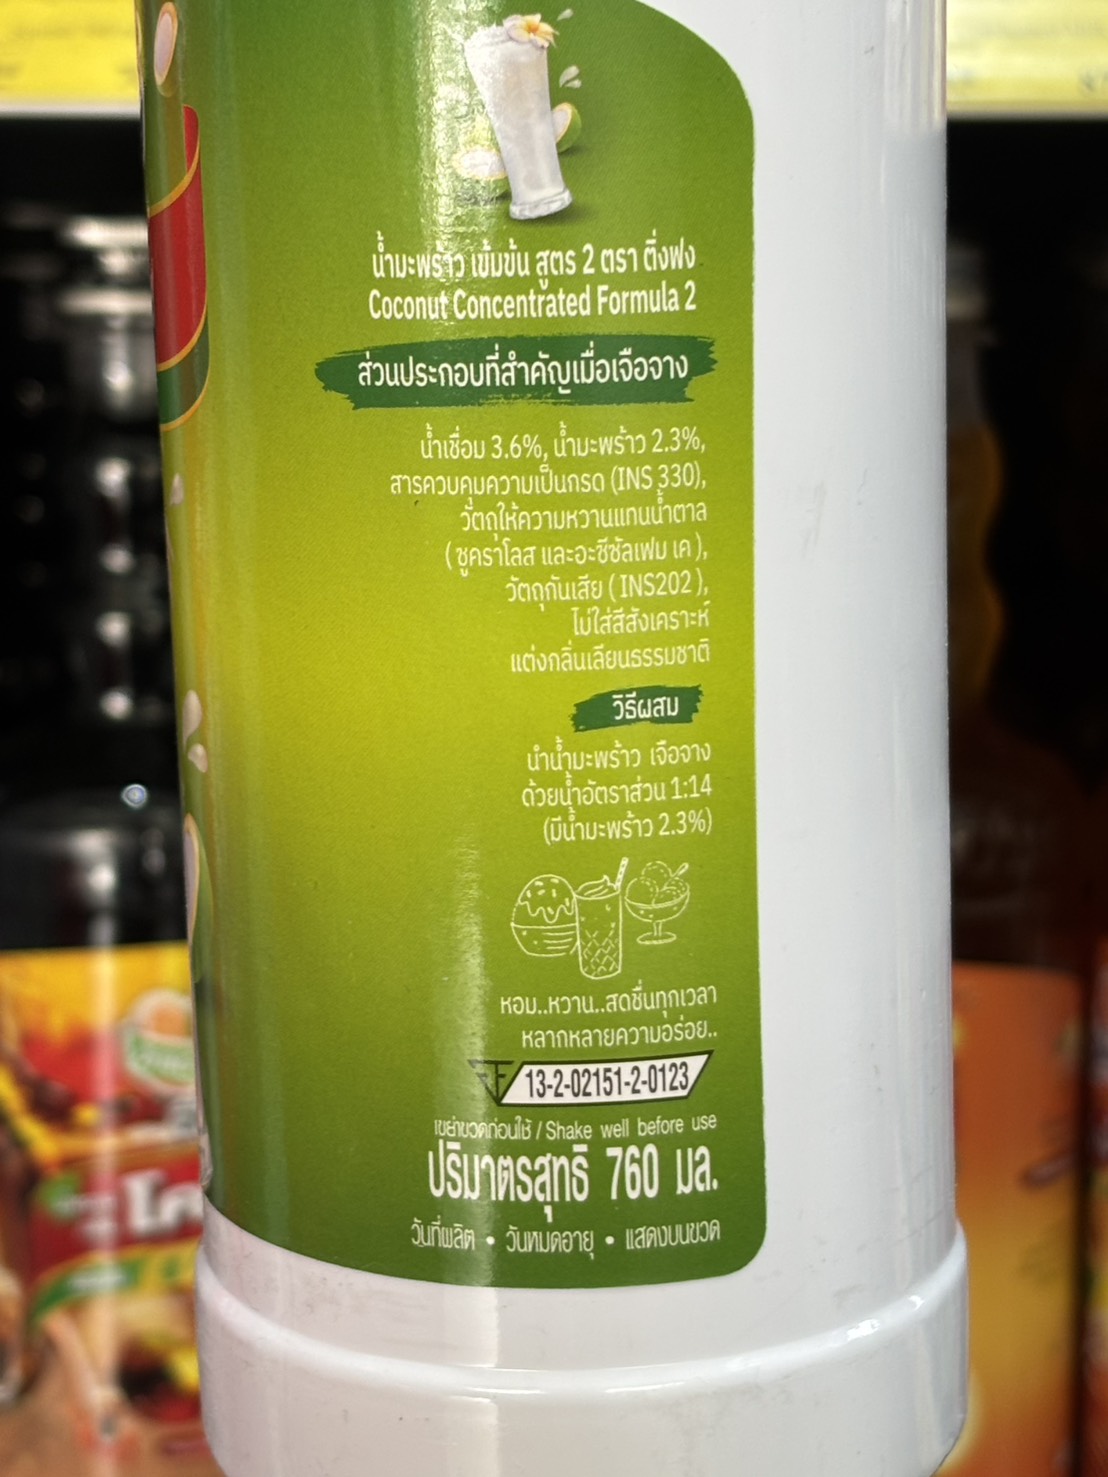 น้ำมะพร้าว เข้มข้น สูตร 2 ตรา ติ่งฟง
Coconut Concentrated Formula 2
ส่วนประกอบที่สำคัญเมื่อเจือจาง
น้ำเชื่อม 3.6%, น้ำมะพร้าว 2.3%,
สารควบคุมความเป็นกรด (INS 330),
วัตถุให้ความหวานแทนน้ำตาล
( ซูคราโลส และอะซีซัลเฟม เค ),
วัตถุกันเสีย ( INS202 ),
ไม่ใส่สีสังเคราะห์
แต่งกลิ่นเลียนธรรมชาติ
วิธีผสม
นำน้ำมะพร้าว เจือจาง
ด้วยน้ำอัตราส่วน 1:14
(มีน้ำมะพร้าว 2.3%)
หอม..หวาน..สดชื่นทุกเวลา
หลากหลายความอร่อย..
13-2-02151-2-0123
เขย่าขวดก่อนใช้ / Shake well before use
ปริมาตรสุทธิ 760 มล.
วันที่ผลิต • วันหมดอายุ • แสดงบนขวด